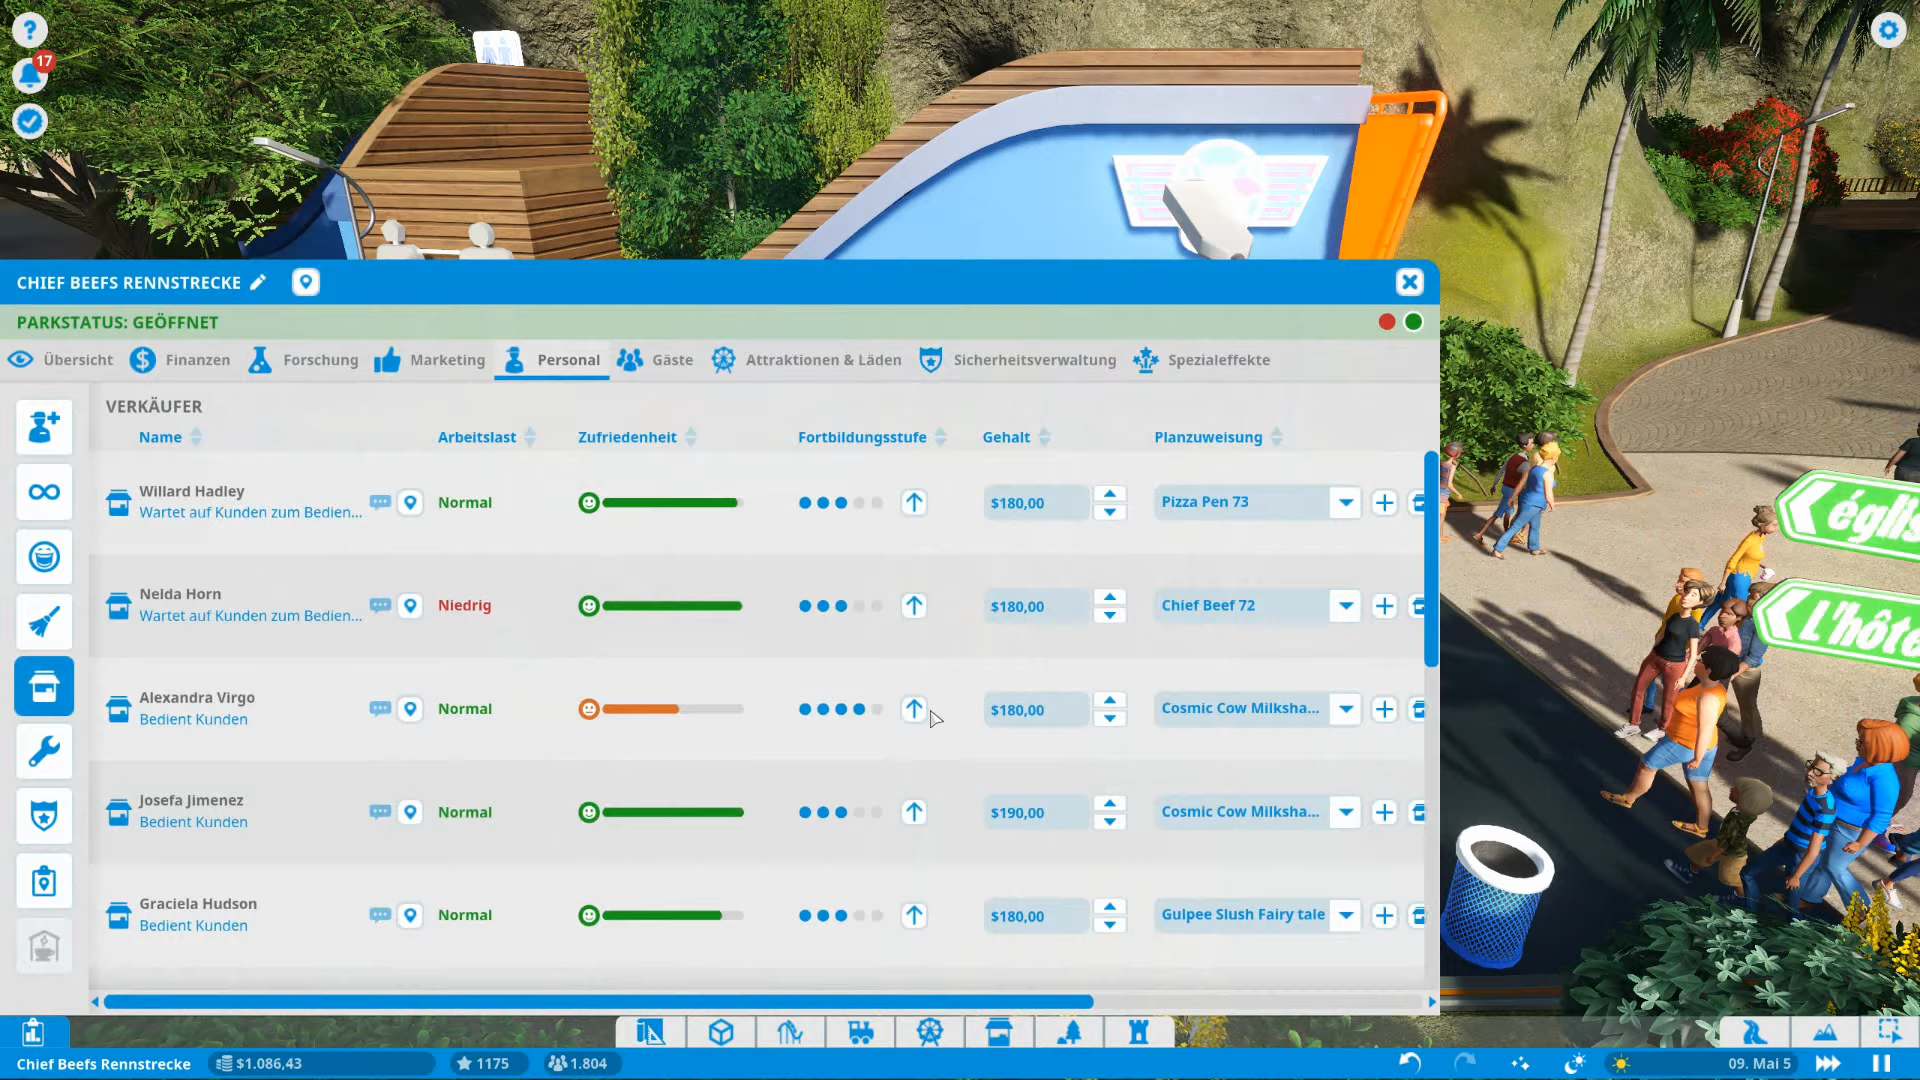 17
CHIEF BEEFS RENNSTRECKE
PARKSTATUS: GEÖFFNET
Übersicht Finanzen Forschung Marketing Personal Gäste Attraktionen & Läden Sicherheitsverwaltung Spezialeffekte
VERKÄUFER
Name Arbeitslast Zufriedenheit Fortbildungsstufe Gehalt Planzuweisung
Willard Hadley
Wartet auf Kunden zum Bedien...
Normal $180,00 Pizza Pen 73
Nelda Horn
Wartet auf Kunden zum Bedien...
Niedrig $180,00 Chief Beef 72
Alexandra Virgo
Bedient Kunden
Normal $180,00 Cosmic Cow Milksha...
Josefa Jimenez
Bedient Kunden
Normal $190,00 Cosmic Cow Milksha...
Graciela Hudson
Bedient Kunden
Normal $180,00 Gulpee Slush Fairy tale
églis
L'hôte
Chief Beefs Rennstrecke $1.086,43 1175 1.804 09. Mai 5